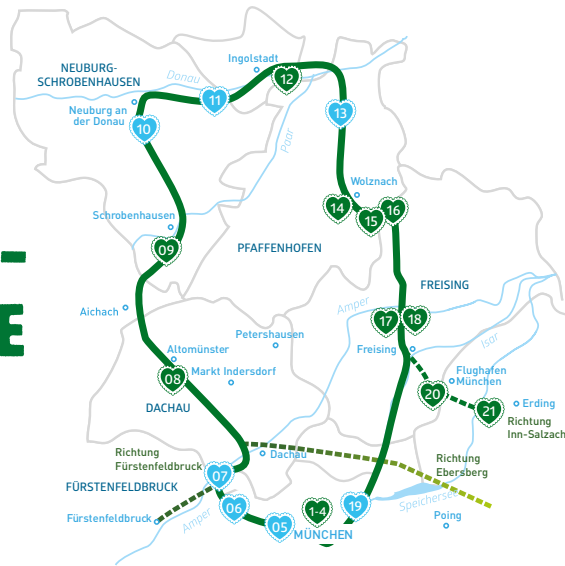 Ingolstadt
NEUBURG-
SCHROBENHAUSEN
Donau
12
11
Neuburg an
der Donau
10
13
Paar
Wolznach
14
15
16
Schrobenhausen
09
PFAFFENHOFEN
FREISING
Aichach
Amper
17
18
Petershausen
Altomünster
Freising
Isar
Markt Indersdorf
08
Flughafen
München
20
21
Erding
DACHAU
Richtung
Inn-Salzach
Richtung
Fürstenfeldbruck
Dachau
Richtung
Ebersberg
07
FÜRSTENFELDBRUCK
Speichersee
06
1-4
19
Fürstenfeldbruck
Amper
05
MÜNCHEN
Poing
E